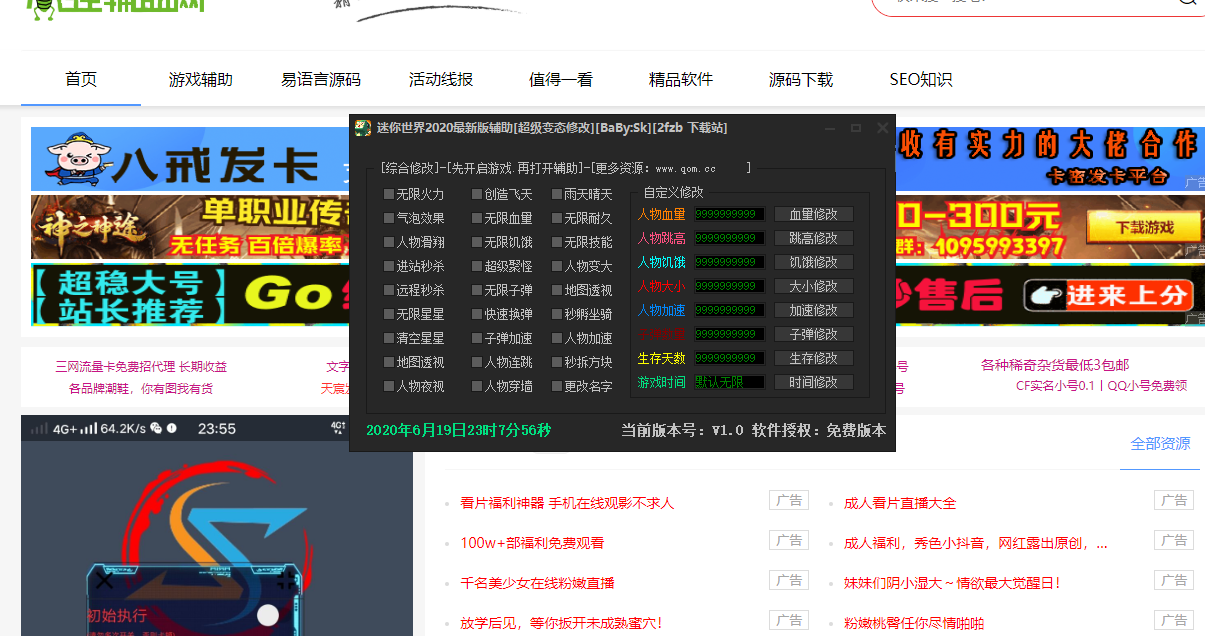 首页 游戏辅助 易语言源码 活动线报 值得一看 精品软件 源码下载 SEO知识
八戒发卡
收有实力的大佬合作
卡密发卡平台
广告
神之神途
单职业传奇
无任务 百倍爆率
0-300元
群：1095993397
下载游戏
广告
【超稳大号】
站长推荐
Go
售后
进来上分
广告
三网流量卡免费招代理 长期收益
各种稀奇杂货最低3包邮
各品牌潮鞋，你有图我有货
CF实名小号0.1丨QQ小号免费领
迷你世界2020最新版辅助[超级变态修改][BaBy:Sk][2fzb 下载站]
[综合修改]-[先开启游戏.再打开辅助]-[更多资源：www.qom.cc ]
无限火力 创造飞天 雨天晴天
气泡效果 无限血量 无限耐久
人物滑翔 无限饥饿 无限技能
进站秒杀 超级聚怪 人物变大
远程秒杀 无限子弹 地图透视
无限星星 快速换弹 秒孵坐骑
清空星星 子弹加速 人物加速
地图透视 人物连跳 秒拆方块
人物夜视 人物穿墙 更改名字
自定义修改
人物血量 9999999999 血量修改
人物跳高 9999999999 跳高修改
人物饥饿 9999999999 饥饿修改
人物大小 9999999999 大小修改
人物加速 9999999999 加速修改
9999999999 子弹修改
生存天数 9999999999 生存修改
游戏时间 默认无限 时间修改
2020年6月19日23时7分56秒
当前版本号：V1.0 软件授权：免费版本
4G+ 64.2K/s 23:55 4G↑
初始执行
全部资源
看片福利神器 手机在线观影不求人 广告
成人看片直播大全 广告
100w+部福利免费观看 广告
成人福利，秀色小抖音，网红露出原创，... 广告
千名美少女在线粉嫩直播 广告
妹妹们阴小湿大～情欲最大觉醒日！ 广告
放学后见，等你扳开未成熟蜜穴！ 广告
粉嫩桃臀任你尽情啪啪 广告